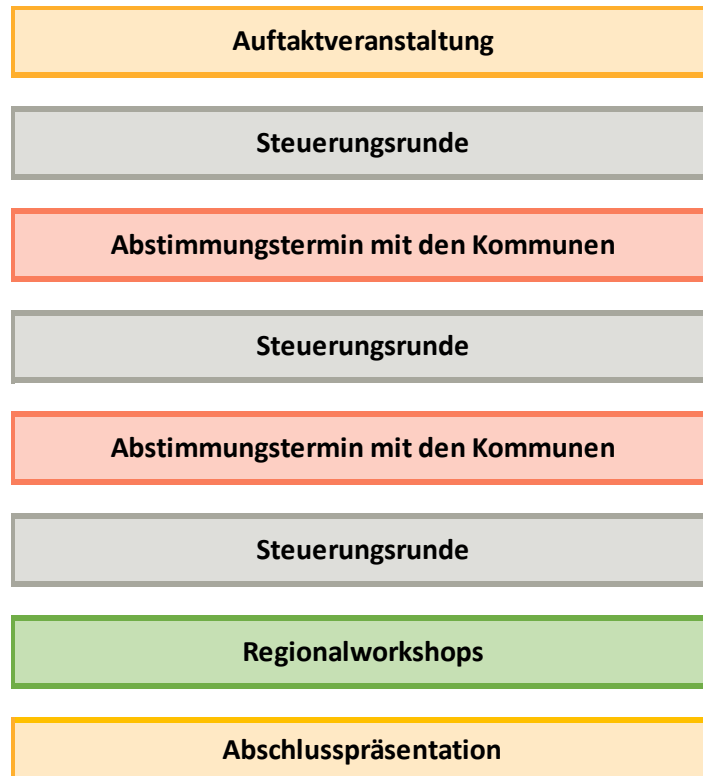 Auftaktveranstaltung
Steuerungsrunde
Abstimmungstermin mit den Kommunen
Steuerungsrunde
Abstimmungstermin mit den Kommunen
Steuerungsrunde
Regionalworkshops
Abschlusspräsentation